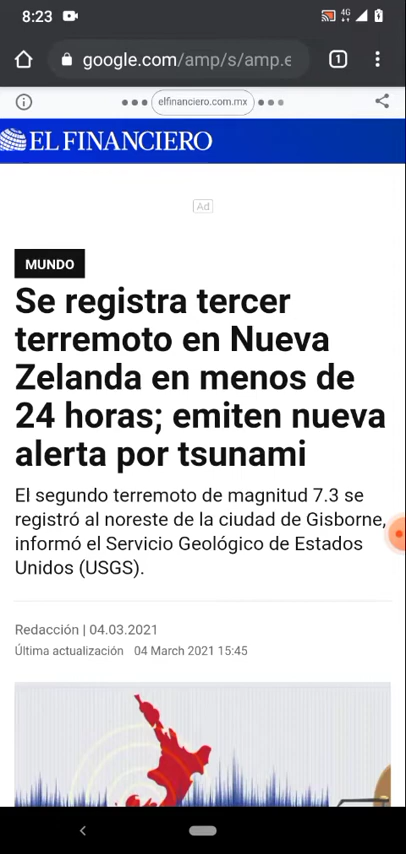 8:23
4G
google.com/amp/s/amp.e
1
elfinanciero.com.mx
EL FINANCIERO
Ad
MUNDO
Se registra tercer
terremoto en Nueva
Zelanda en menos de
24 horas; emiten nueva
alerta por tsunami
El segundo terremoto de magnitud 7.3 se
registró al noreste de la ciudad de Gisborne,
informó el Servicio Geológico de Estados
Unidos (USGS).
Redacción | 04.03.2021
Última actualización 04 March 2021 15:45